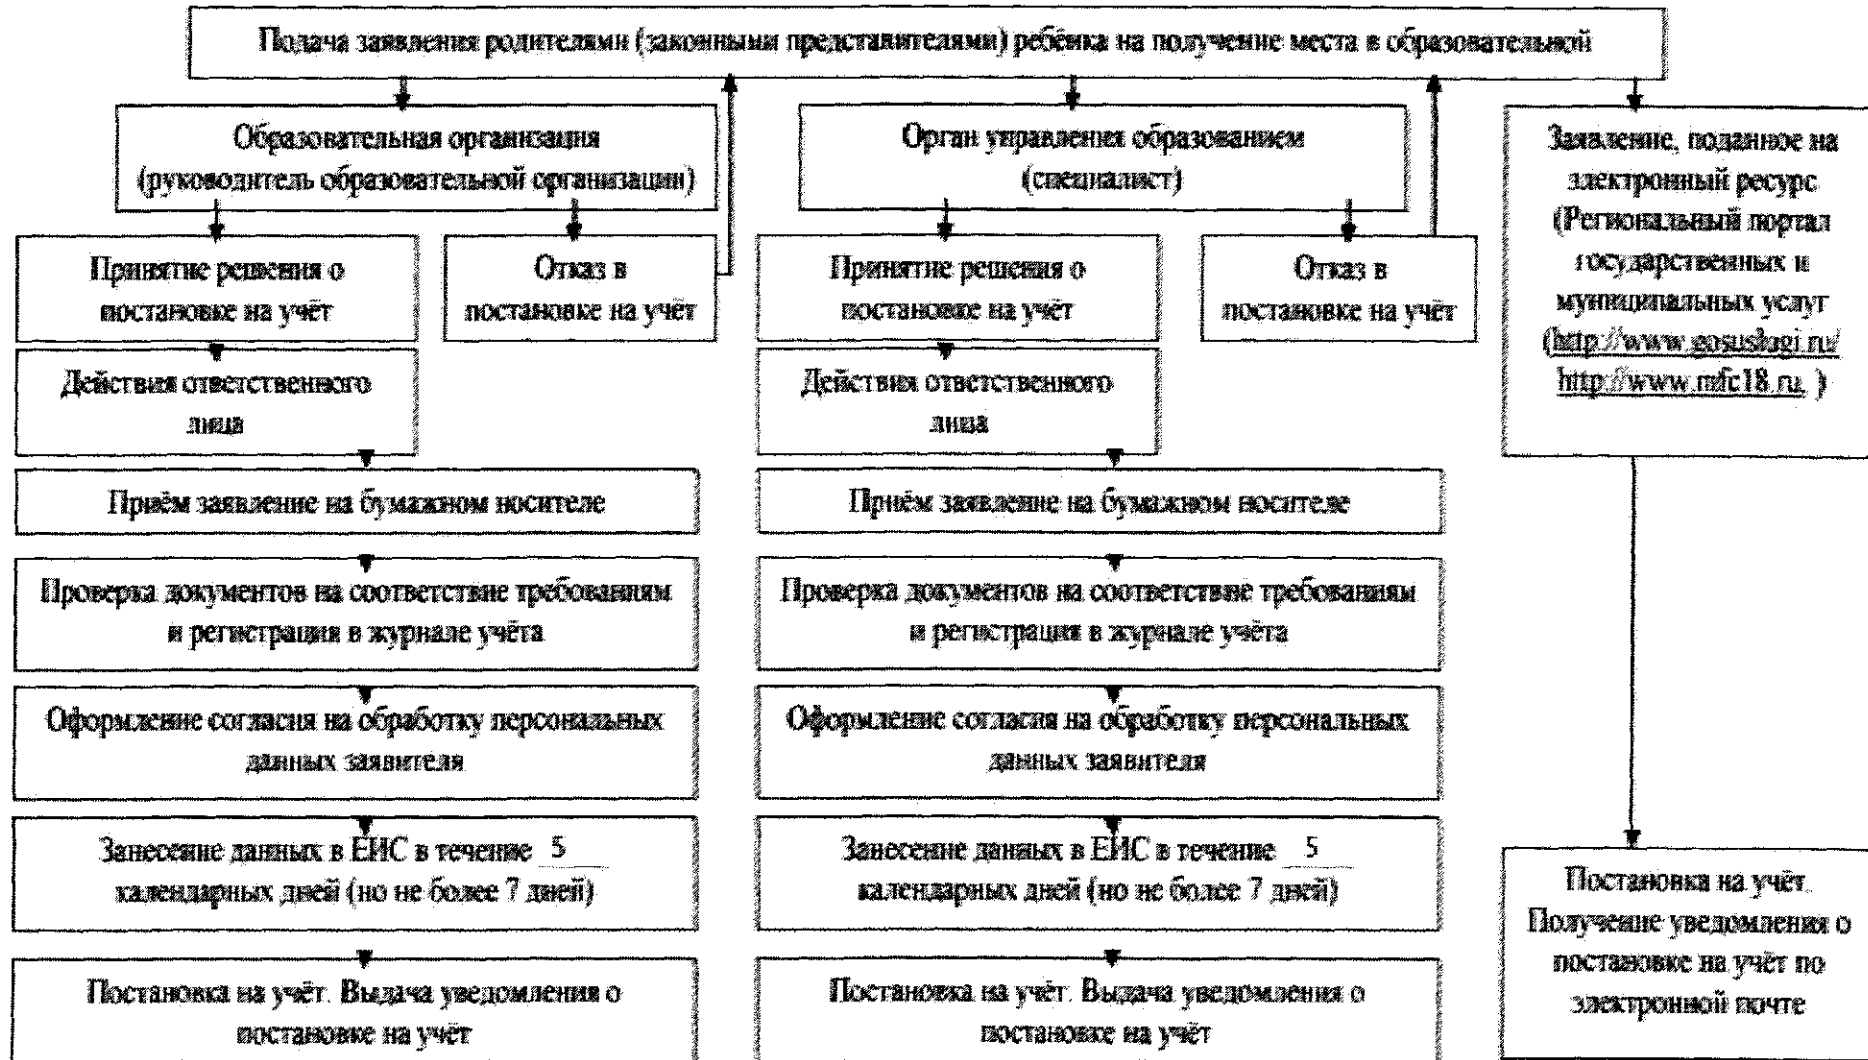 Подача заявления родителями (законными представителями) ребёнка на получение места в образовательной
Образовательная организация
(руководитель образовательной организации)
Орган управления образованием
(специалист)
Заявление, поданное на
электронный ресурс
(Региональный портал
государственных и
муниципальных услуг
(http://www.gosuslugi.ru/
http://www.mfc18.ru. )
Принятие решения о
постановке на учёт
Отказ в
постановке на учёт
Принятие решения о
постановке на учёт
Отказ в
постановке на учёт
Действия ответственного
лица
Действия ответственного
лица
Приём заявление на бумажном носителе
Приём заявление на бумажном носителе
Проверка документов на соответствие требованиям
и регистрация в журнале учёта
Проверка документов на соответствие требованиям
и регистрация в журнале учёта
Оформление согласия на обработку персональных
данных заявителя
Оформление согласия на обработку персональных
данных заявителя
Занесение данных в ЕИС в течение 5
календарных дней (но не более 7 дней)
Занесение данных в ЕИС в течение 5
календарных дней (но не более 7 дней)
Постановка на учёт. Выдача уведомления о
постановке на учёт
Постановка на учёт. Выдача уведомления о
постановке на учёт
Постановка на учёт.
Получение уведомления о
постановке на учёт по
электронной почте